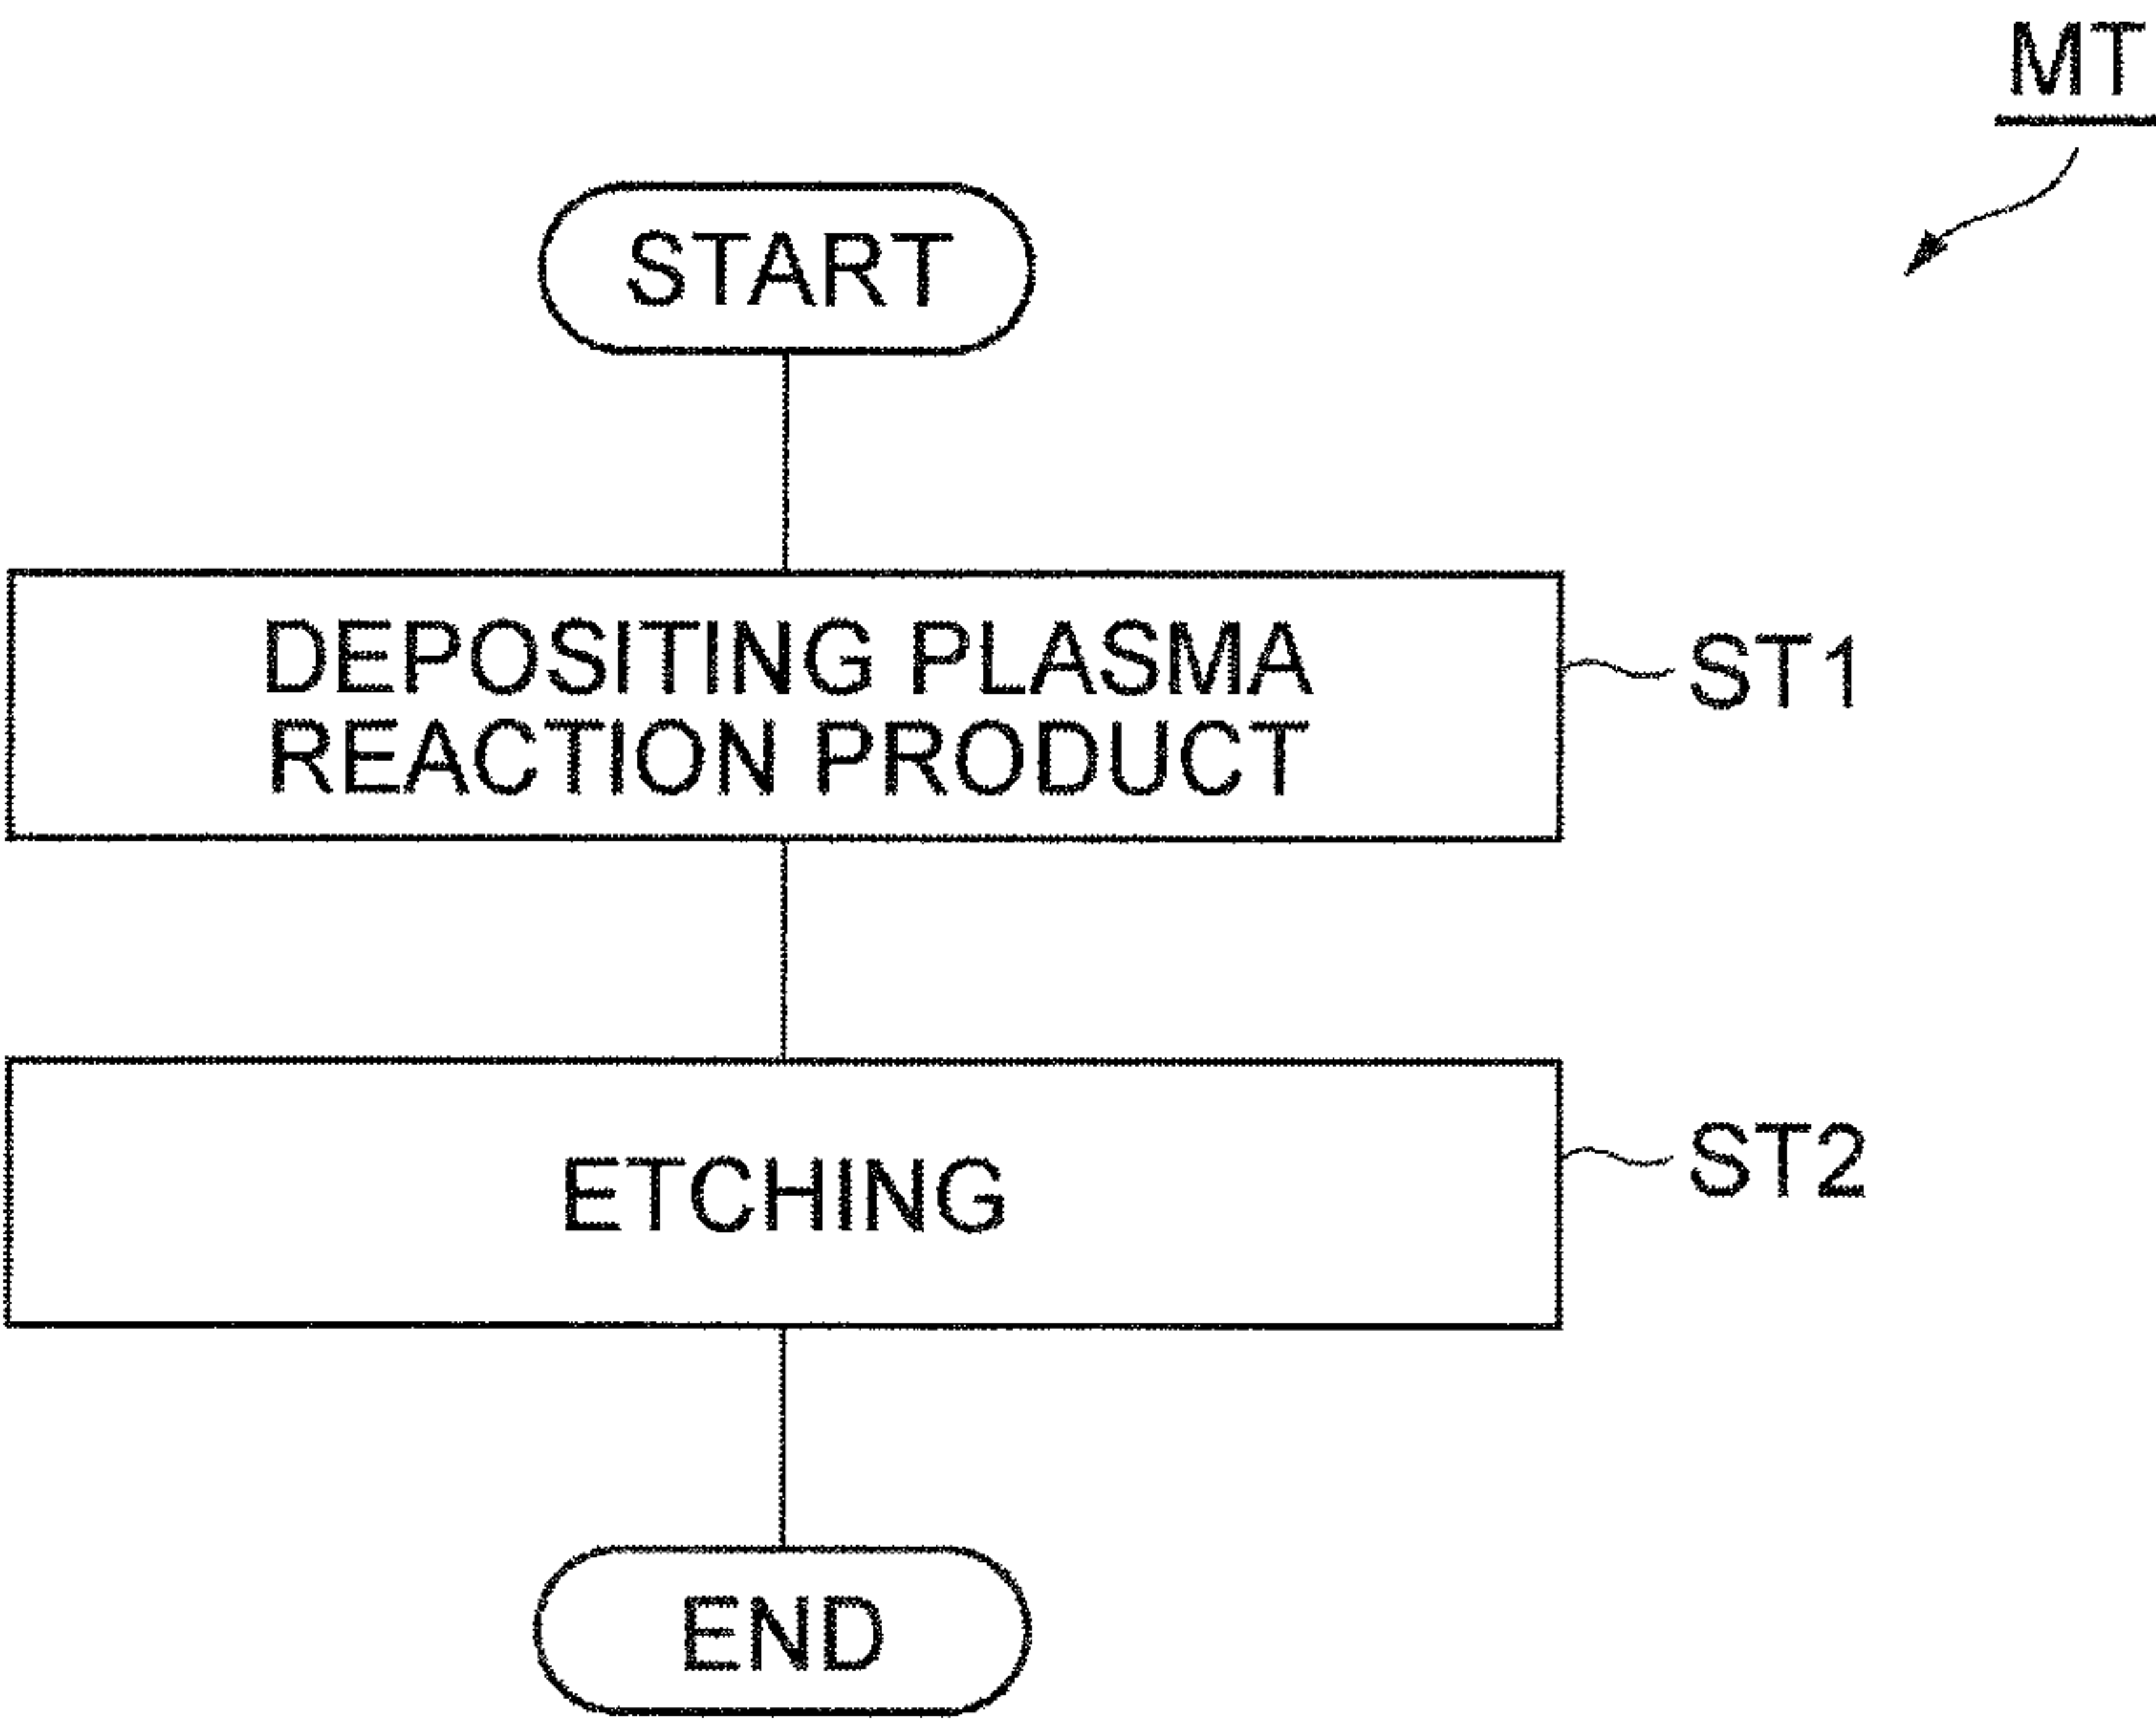 MT
START
DEPOSITING PLASMA
REACTION PRODUCT
ST1
ETCHING
ST2
END